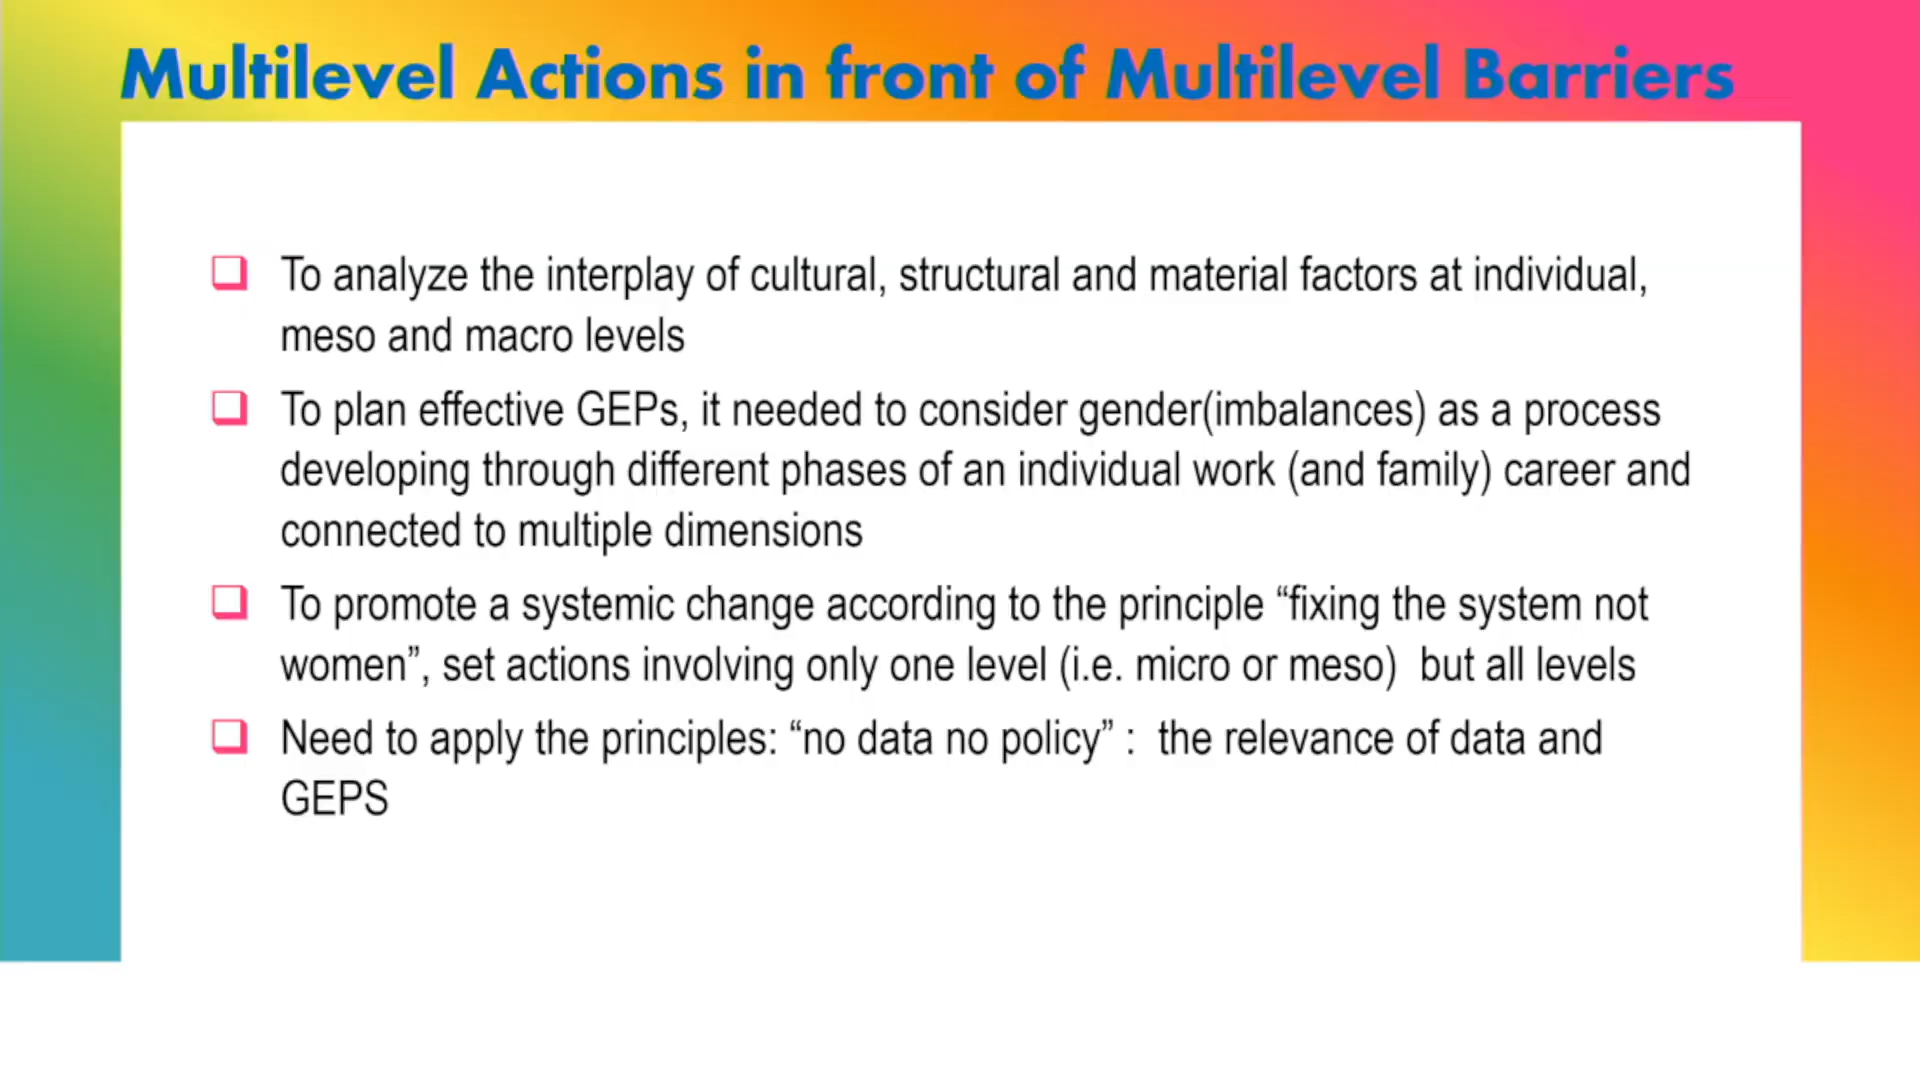 Multilevel Actions in front of Multilevel Barriers
To analyze the interplay of cultural, structural and material factors at individual,
meso and macro levels
To plan effective GEPs, it needed to consider gender(imbalances) as a process
developing through different phases of an individual work (and family) career and
connected to multiple dimensions
To promote a systemic change according to the principle “fixing the system not
women”, set actions involving only one level (i.e. micro or meso)  but all levels
Need to apply the principles: “no data no policy” :  the relevance of data and
GEPS